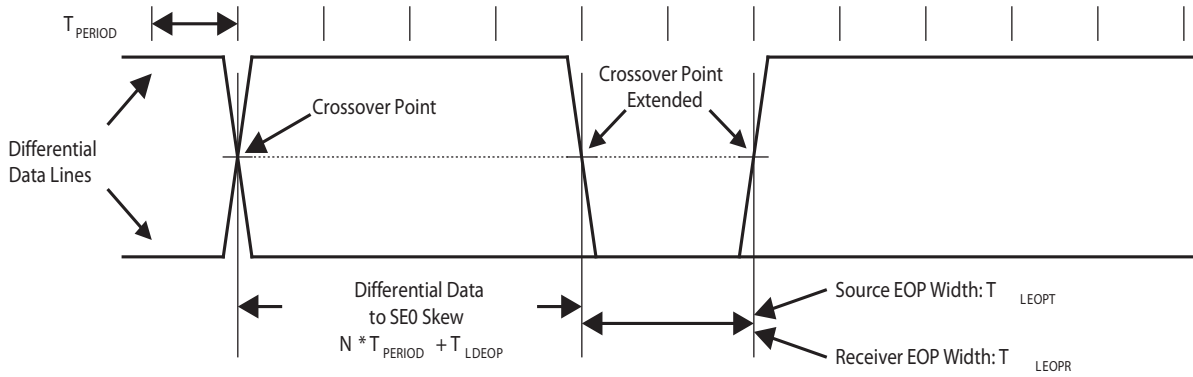 T PERIOD
Crossover Point
Crossover Point
Extended
Differential
Data Lines
Differential Data
to SE0 Skew
N * T PERIOD + T LDEOP
Source EOP Width: T LEOPT
Receiver EOP Width: T LEOPR